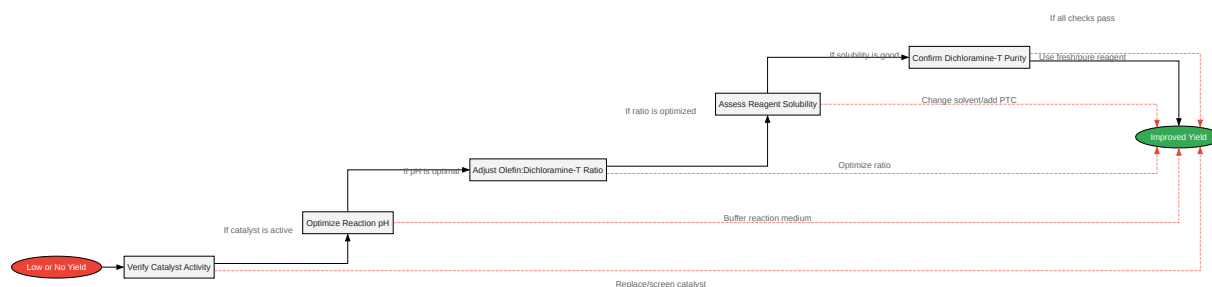 If all checks pass
If solubility is good
Confirm Dichloramine-T Purity
Use fresh/pure reagent
Assess Reagent Solubility
Change solvent/add PTC
If ratio is optimized
Improved Yield
If pH is optimal
Adjust Olefin:Dichloramine-T Ratio
Optimize ratio
Optimize Reaction pH
Buffer reaction medium
If catalyst is active
Low or No Yield
Verify Catalyst Activity
Replace/screen catalyst